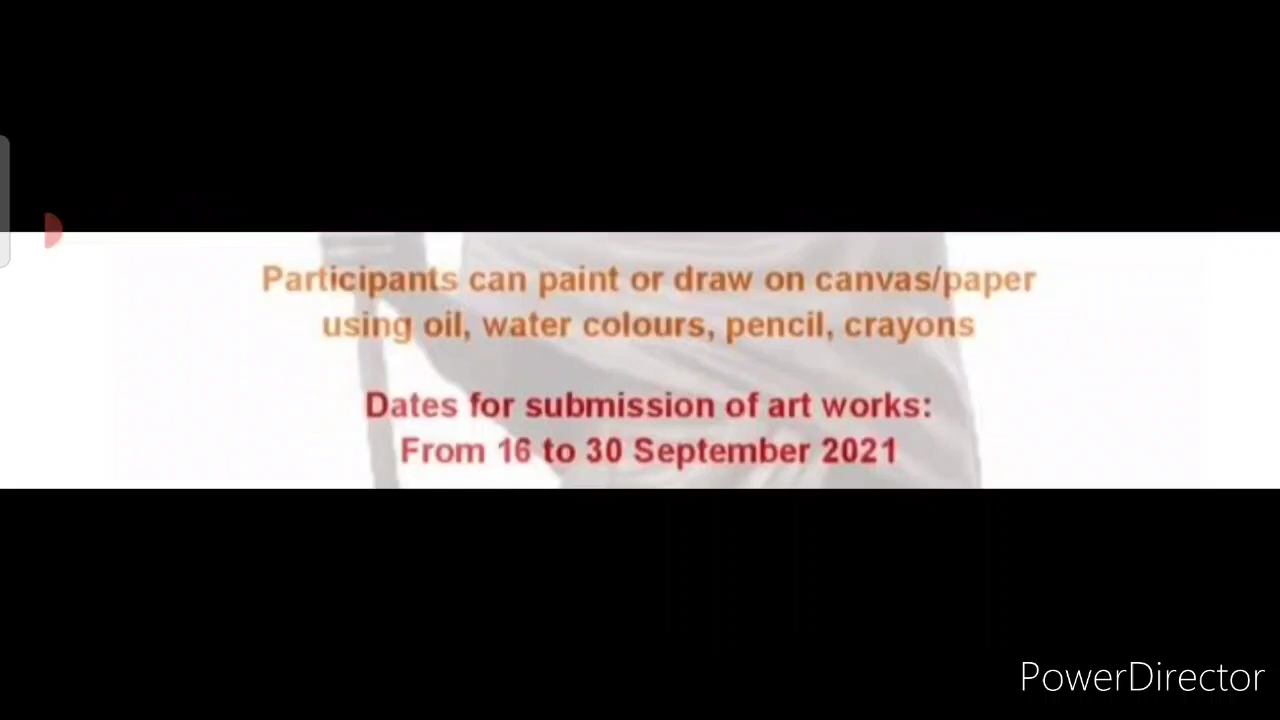 Participants can paint or draw on canvas/paper
using oil, water colours, pencil, crayons
Dates for submission of art works:
From 16 to 30 September 2021
PowerDirector